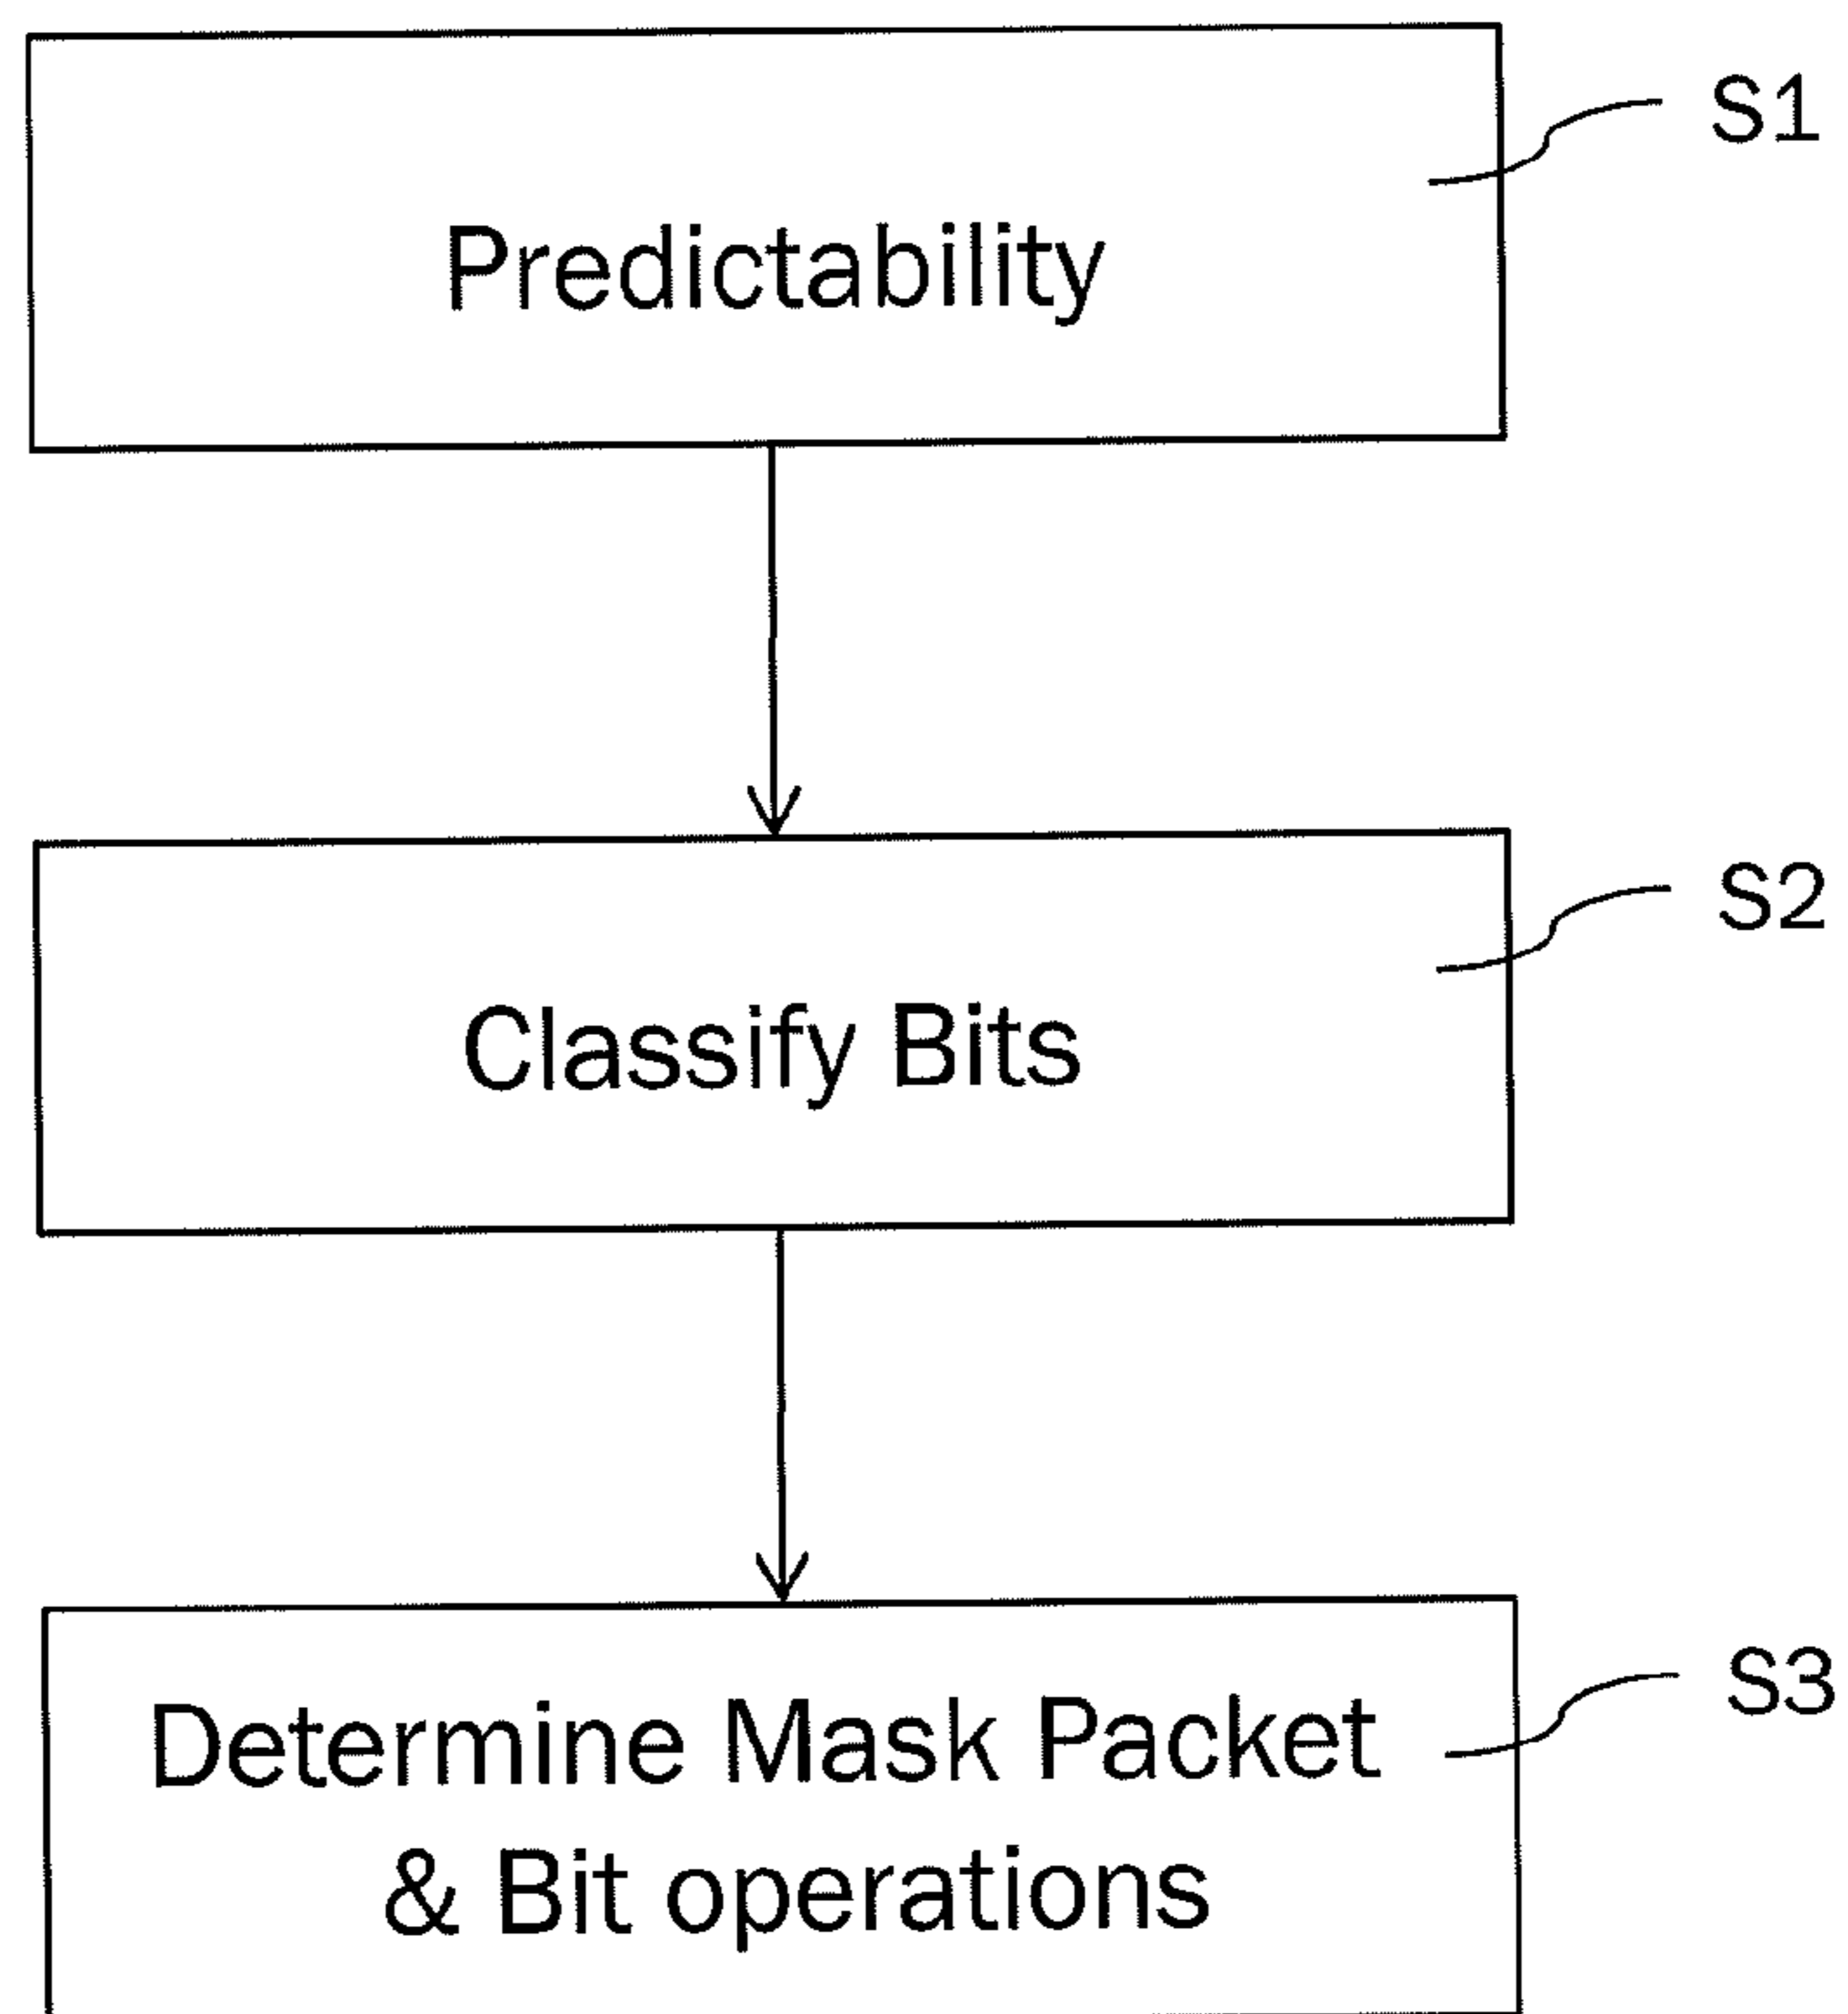 S1
Predictability
S2
Classify Bits
S3
Determine Mask Packet
& Bit operations